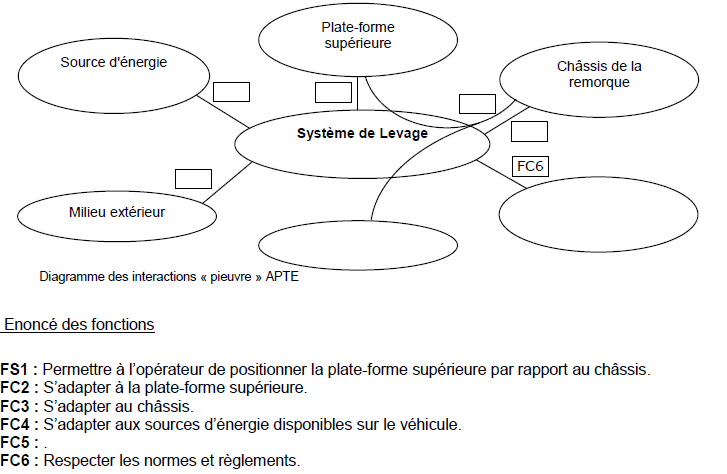 Plate-forme
supérieure
Source d'énergie
Châssis de la
remorque
Système de Levage
FC6
Milieu extérieur
Diagramme des interactions « pieuvre » APTE
Enoncé des fonctions
FS1 : Permettre à l'opérateur de positionner la plate-forme supérieure par rapport au châssis.
FC2 : S'adapter à la plate-forme supérieure.
FC3 : S'adapter au châssis.
FC4 : S'adapter aux sources d'énergie disponibles sur le véhicule.
FC5 : .
FC6 : Respecter les normes et règlements.